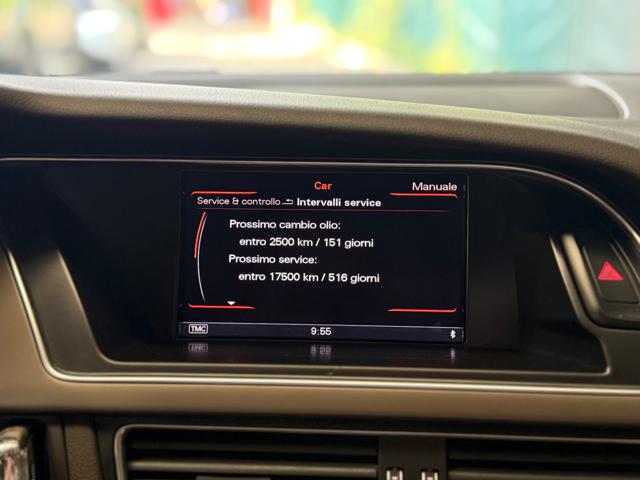 Car
Manuale
Service & controllo Intervalli service
Prossimo cambio olio:
entro 2500 km / 151 giorni
Prossimo service:
entro 17500 km / 516 giorni
TMC
9:55